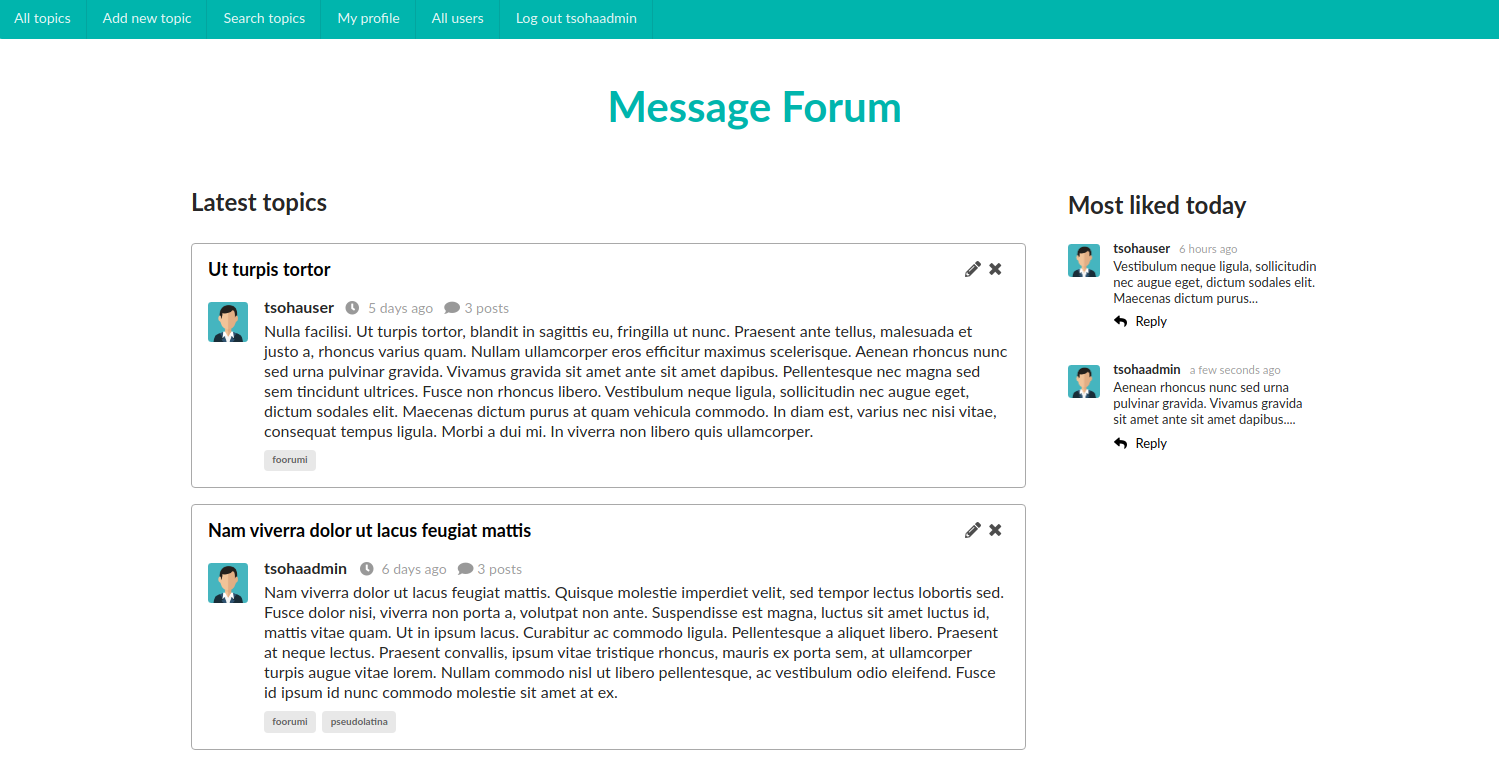 All topics
Add new topic
Search topics
My profile
All users
Log out tsohaadmin
Message Forum
Latest topics
Ut turpis tortor
tsohauser 5 days ago 3 posts
Nulla facilisi. Ut turpis tortor, blandit in sagittis eu, fringilla ut nunc. Praesent ante tellus, malesuada et
justo a, rhoncus varius quam. Nullam ullamcorper eros efficitur maximus scelerisque. Aenean rhoncus nunc
sed urna pulvinar gravida. Vivamus gravida sit amet ante sit amet dapibus. Pellentesque nec magna sed
sem tincidunt ultrices. Fusce non rhoncus libero. Vestibulum neque ligula, sollicitudin nec augue eget,
dictum sodales elit. Maecenas dictum purus at quam vehicula commodo. In diam est, varius nec nisi vitae,
consequat tempus ligula. Morbi a dui mi. In viverra non libero quis ullamcorper.
foorumi
Nam viverra dolor ut lacus feugiat mattis
tsohaadmin 6 days ago 3 posts
Nam viverra dolor ut lacus feugiat mattis. Quisque molestie imperdiet velit, sed tempor lectus lobortis sed.
Fusce dolor nisi, viverra non porta a, volutpat non ante. Suspendisse est magna, luctus sit amet luctus id,
mattis vitae quam. Ut in ipsum lacus. Curabitur ac commodo ligula. Pellentesque a aliquet libero. Praesent
at neque lectus. Praesent convallis, ipsum vitae tristique rhoncus, mauris ex porta sem, at ullamcorper
turpis augue vitae lorem. Nullam commodo nisl ut libero pellentesque, ac vestibulum odio eleifend. Fusce
id ipsum id nunc commodo molestie sit amet at ex.
foorumi pseudolatina
Most liked today
tsohauser 6 hours ago
Vestibulum neque ligula, sollicitudin
nec augue eget, dictum sodales elit.
Maecenas dictum purus...
Reply
tsohaadmin a few seconds ago
Aenean rhoncus nunc sed urna
pulvinar gravida. Vivamus gravida
sit amet ante sit amet dapibus....
Reply